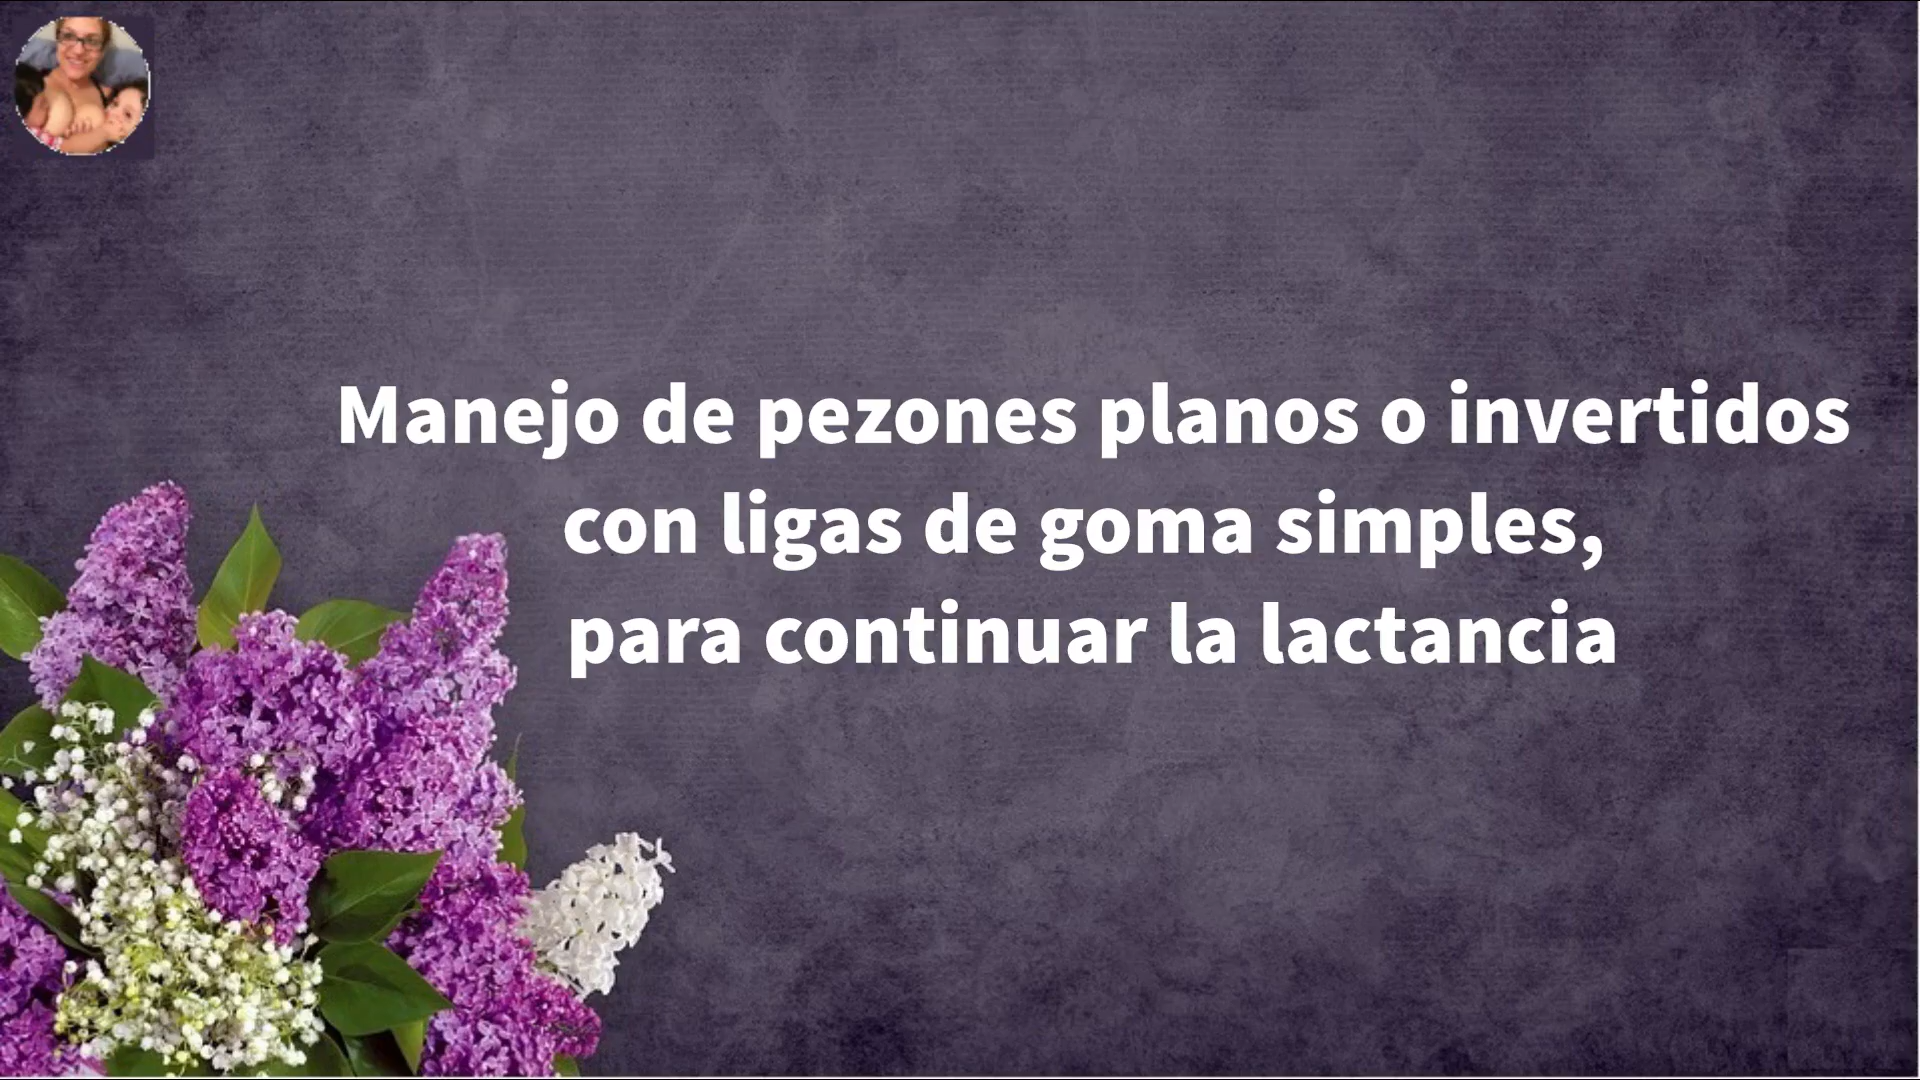 Manejo de pezones planos o invertidos
con ligas de goma simples,
para continuar la lactancia